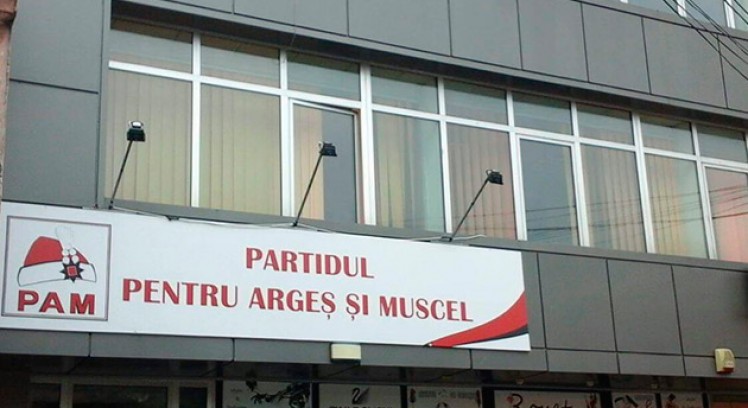 PARTIDUL
PENTRU ARGEȘ ȘI MUSCEL
PAM